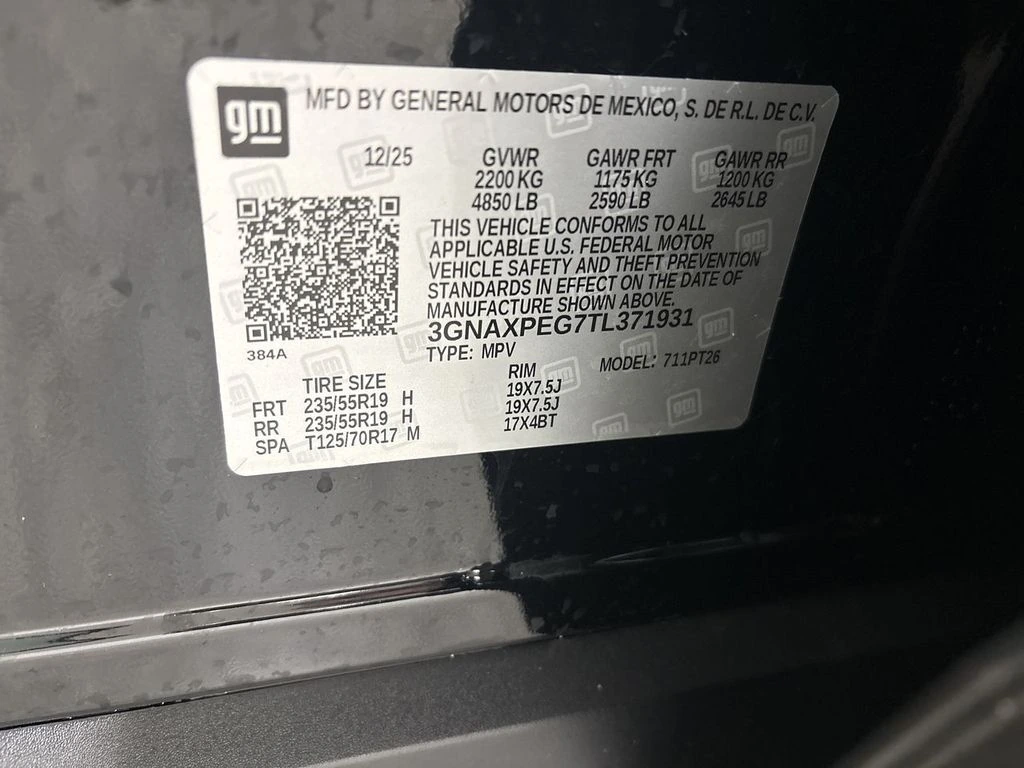 gm MFD BY GENERAL MOTORS DE MEXICO, S. DE R.L. DE C.V.
12/25 GVWR GAWR FRT GAWR RR
2200 KG 1175 KG 1200 KG
4850 LB 2590 LB 2645 LB
THIS VEHICLE CONFORMS TO ALL
APPLICABLE U.S. FEDERAL MOTOR
VEHICLE SAFETY AND THEFT PREVENTION
STANDARDS IN EFFECT ON THE DATE OF
MANUFACTURE SHOWN ABOVE.
3GNAXPEG7TL371931
384A
TYPE: MPV MODEL: 711PT26
TIRE SIZE RIM
FRT 235/55R19 H 19X7.5J
RR 235/55R19 H 19X7.5J
SPA T125/70R17 M 17X4BT